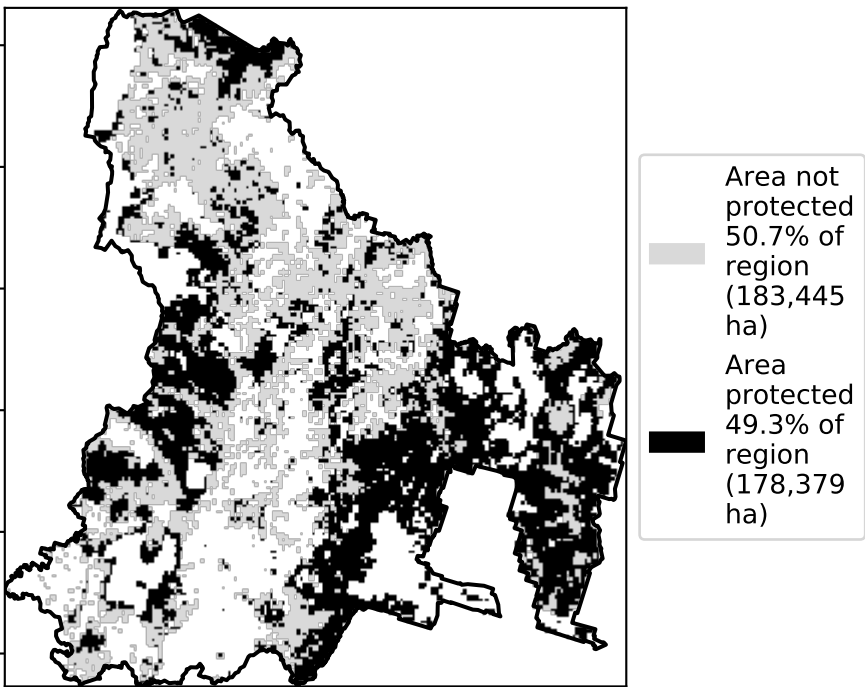 Area not
protected
50.7% of
region
(183,445
ha)
Area
protected
49.3% of
region
(178,379
ha)